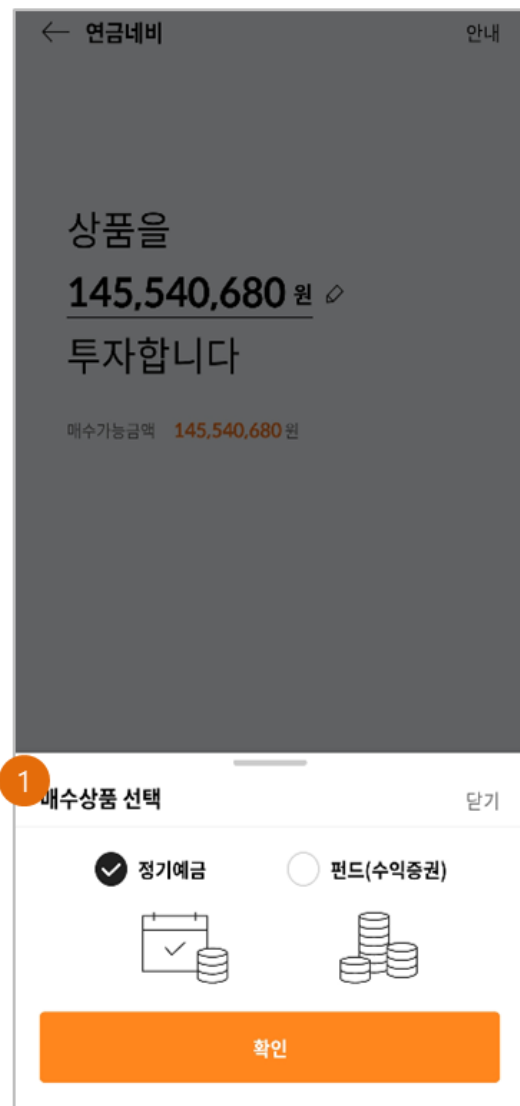 연금네비 안내
상품을
145,540,680 원
투자합니다
매수가능금액 145,540,680 원
1
매수상품 선택 닫기
정기예금 펀드(수익증권)
확인